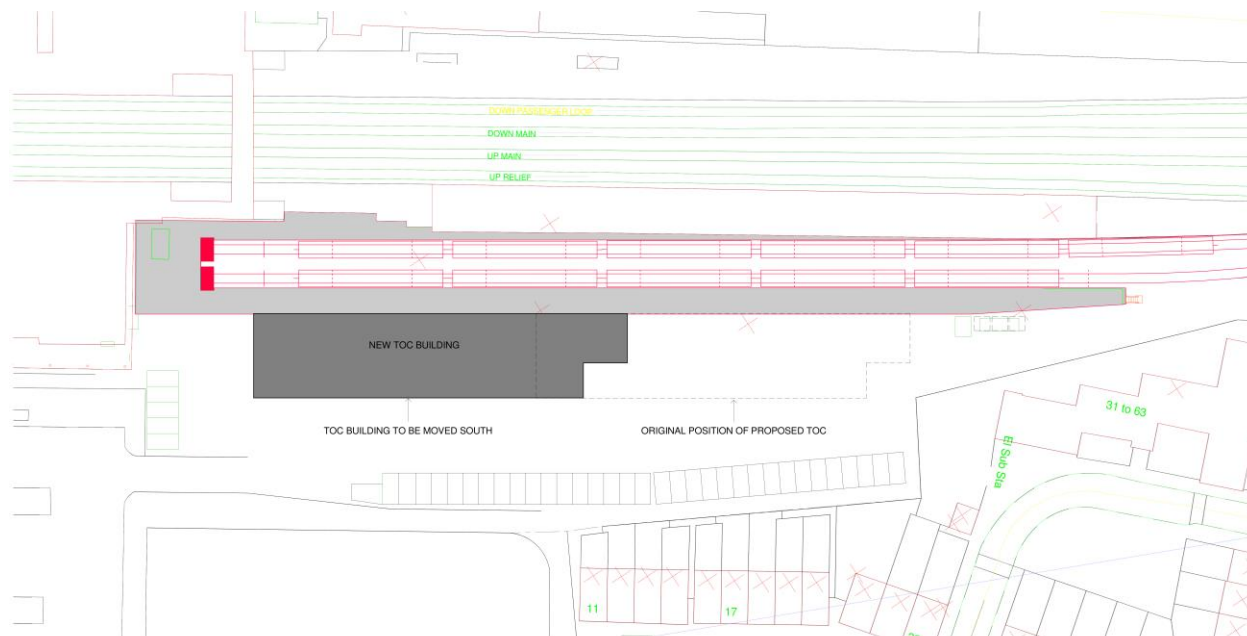 DOWN PASSENGER LOOP
DOWN MAIN
UP MAIN
UP RELIEF
NEW TOC BUILDING
TOC BUILDING TO BE MOVED SOUTH
ORIGINAL POSITION OF PROPOSED TOC
31 to 63
El Sub Sta
11
17